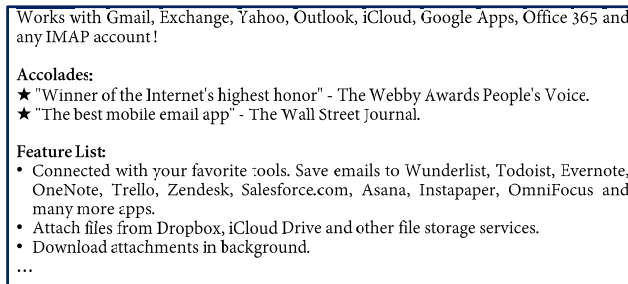 Works with Gmail, Exchange, Yahoo, Outlook, iCloud, Google Apps, Office 365 and
any IMAP account!
Accolades:
★ "Winner of the Internet's highest honor" - The Webby Awards People's Voice.
★ "The best mobile email app" - The Wall Street Journal.
Feature List:
• Connected with your favorite tools. Save emails to Wunderlist, Todoist, Evernote,
OneNote, Trello, Zendesk, Salesforce.com, Asana, Instapaper, OmniFocus and
many more apps.
• Attach files from Dropbox, iCloud Drive and other file storage services.
• Download attachments in background.
...